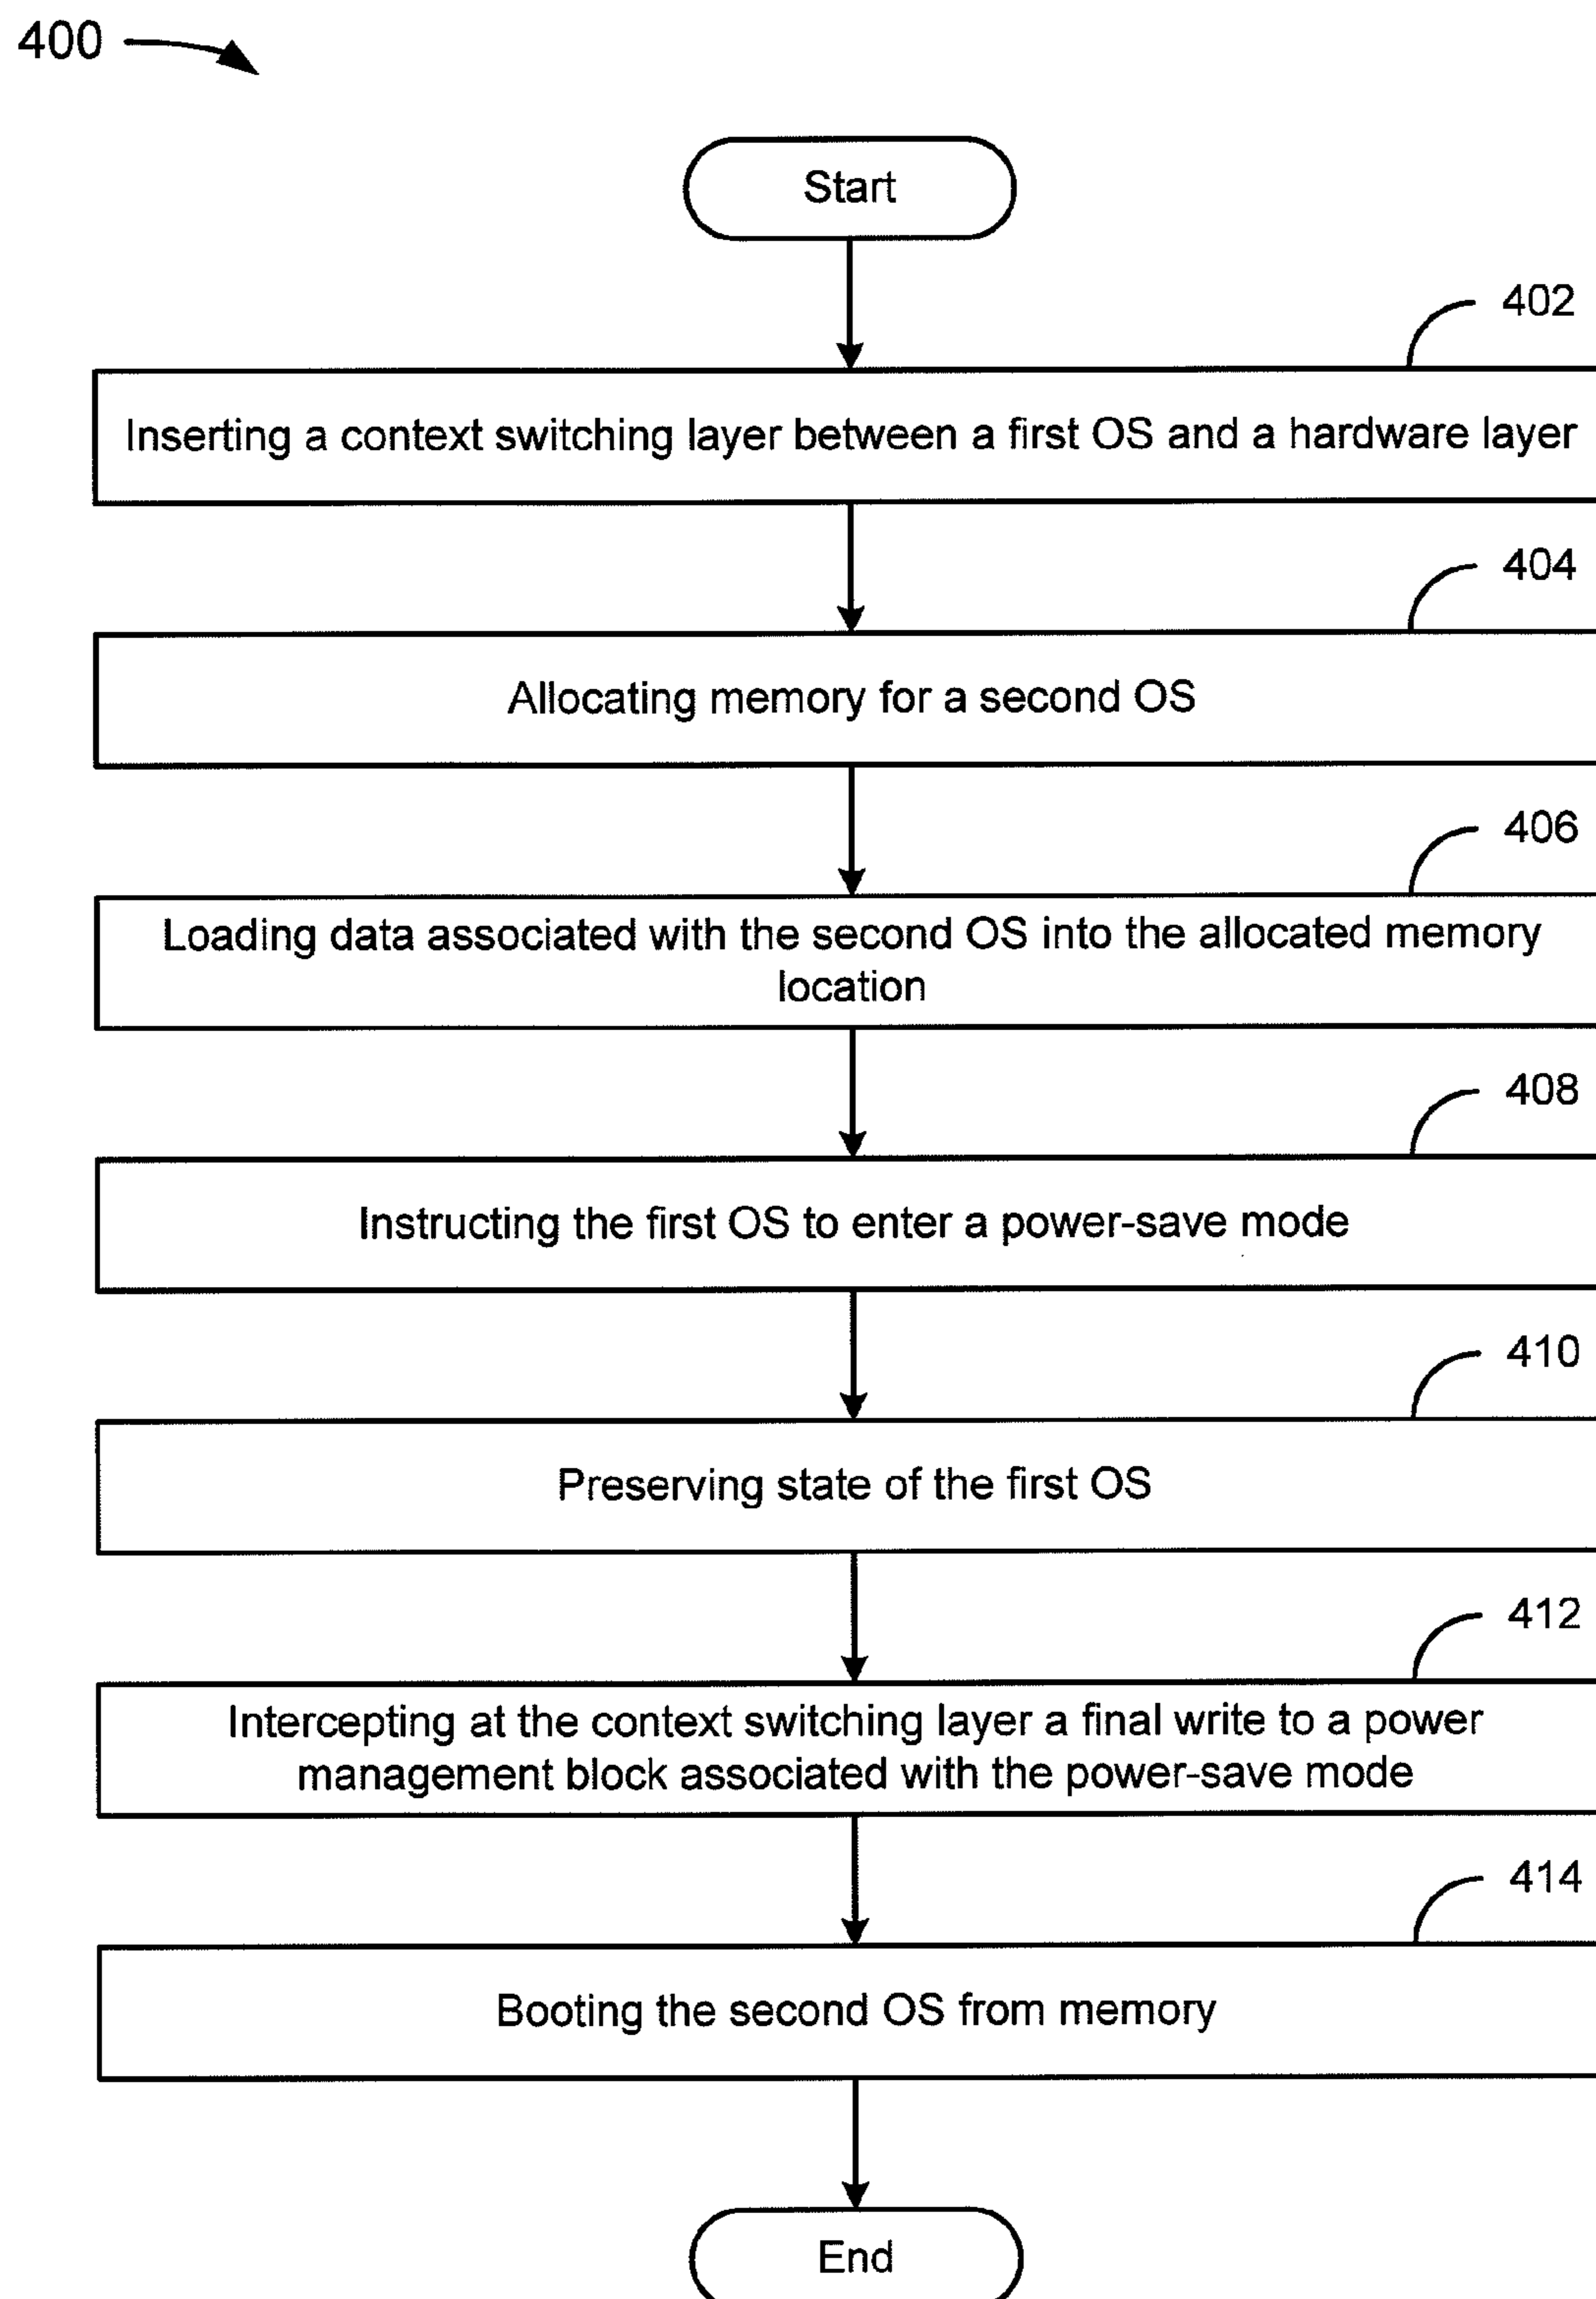 400
Start
402
Inserting a context switching layer between a first OS and a hardware layer
404
Allocating memory for a second OS
406
Loading data associated with the second OS into the allocated memory
location
408
Instructing the first OS to enter a power-save mode
410
Preserving state of the first OS
412
Intercepting at the context switching layer a final write to a power
management block associated with the power-save mode
414
Booting the second OS from memory
End